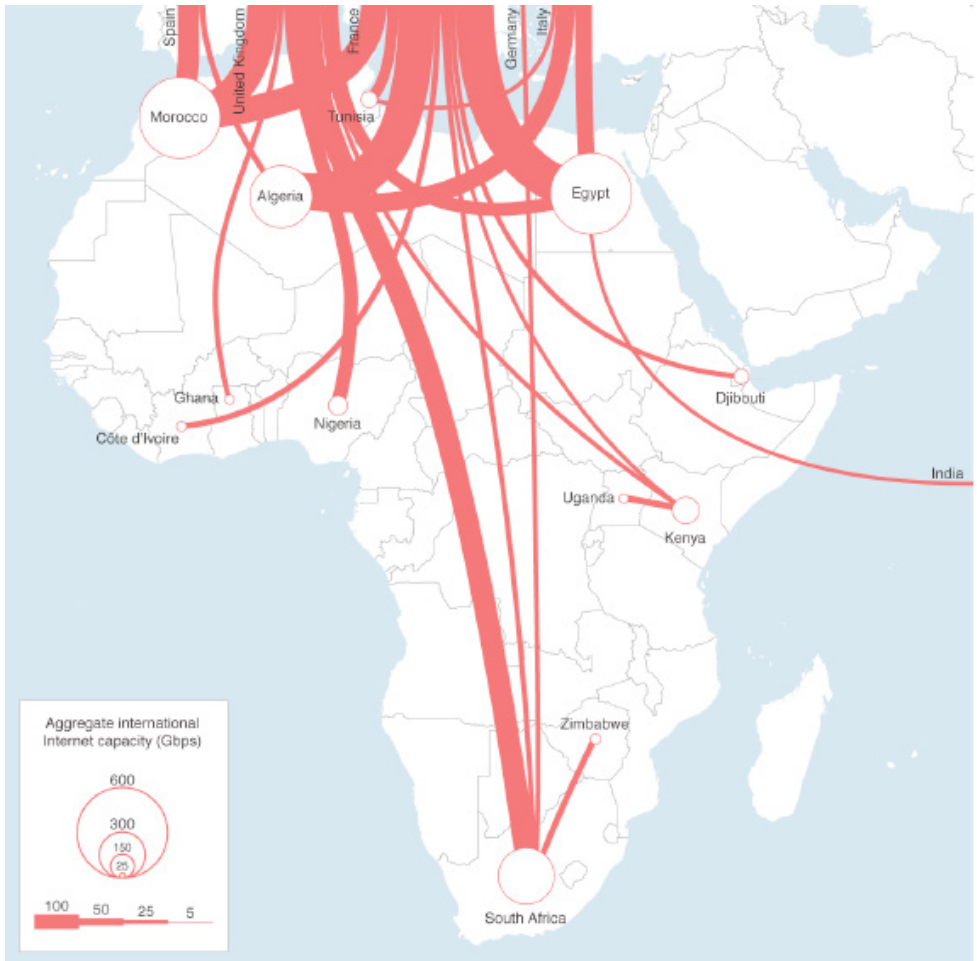 Spain
United Kingdom
France
Germany
Italy
Morocco
Tunisia
Algeria
Egypt
Ghana
Nigeria
Djibouti
Côte d'Ivoire
India
Uganda
Kenya
Zimbabwe
South Africa
Aggregate international
Internet capacity (Gbps)
600
300
150
25
100 50 25 5